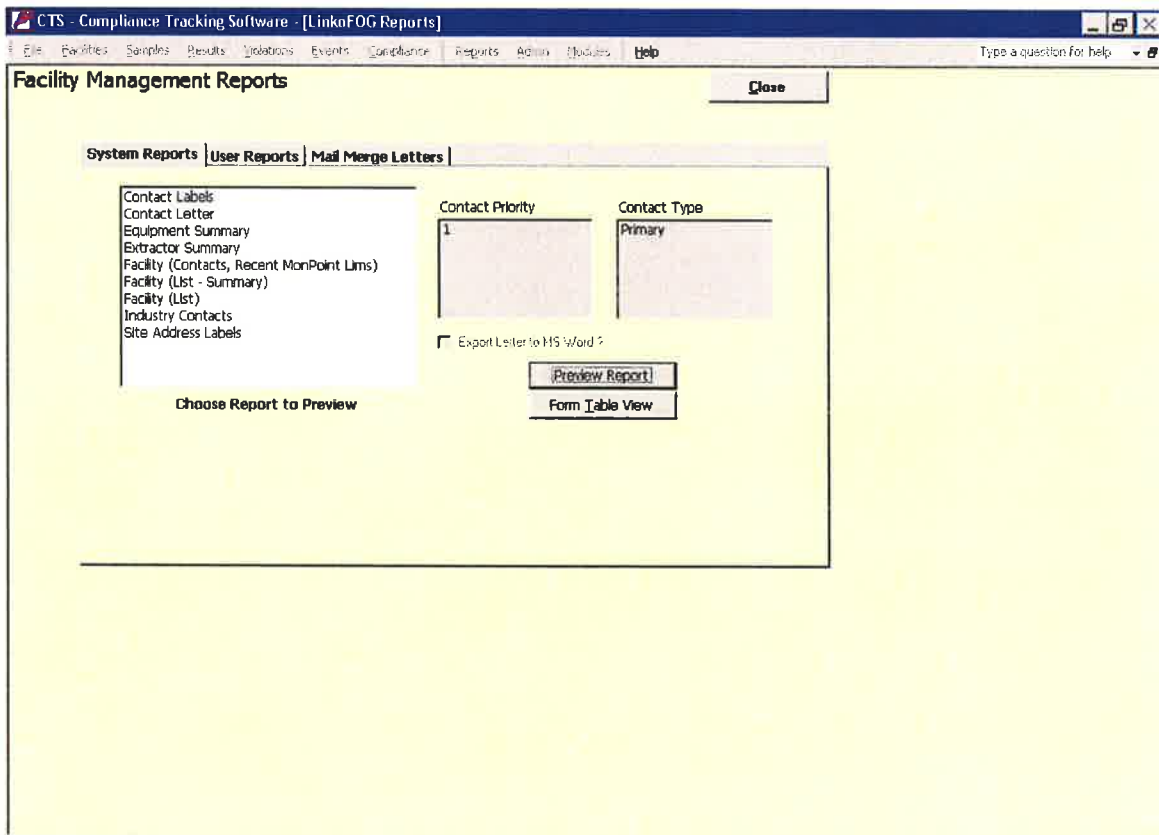 CTS - Compliance Tracking Software - [LinkoFOG Reports]
File Facilities Samples Results Violations Events Compliance Reports Admin Modules Help Type a question for help
Facility Management Reports
Close
System Reports User Reports Mail Merge Letters
Contact Labels
Contact Letter
Equipment Summary
Extractor Summary
Facility (Contacts, Recent MonPoint Lims)
Facility (List - Summary)
Facility (List)
Industry Contacts
Site Address Labels
Choose Report to Preview
Contact Priority
1
Contact Type
Primary
Export Letter to MS Word ?
Preview Report
Form Table View